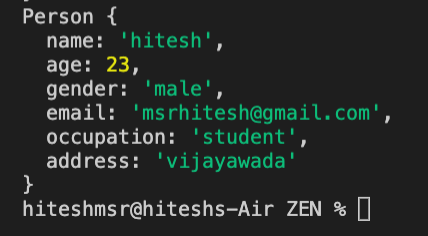 Person {
  name: 'hitesh',
  age: 23,
  gender: 'male',
  email: 'msrhitesh@gmail.com',
  occupation: 'student',
  address: 'vijayawada'
}
hiteshmsr@hiteshs-Air ZEN %